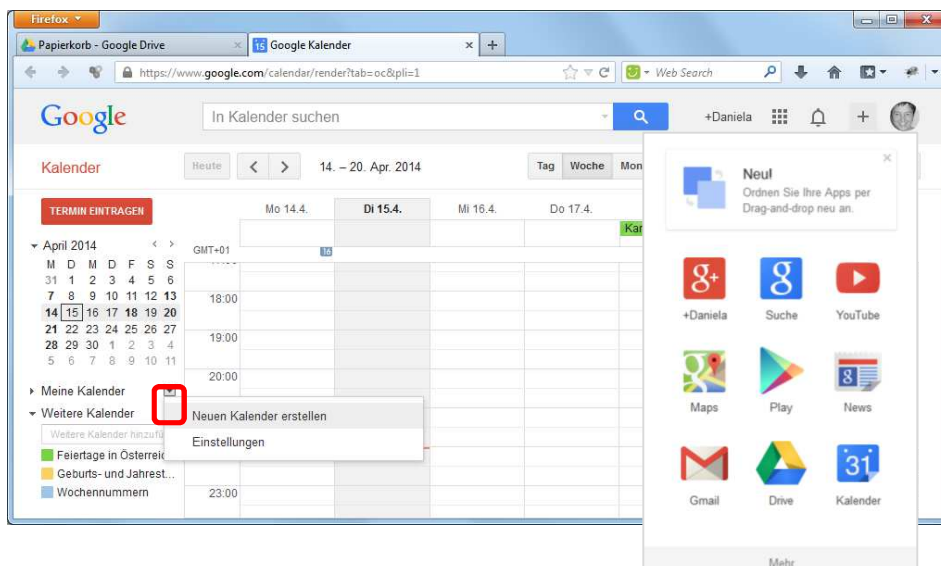 Firefox
Papierkorb - Google Drive × 16 Google Kalender × +
https://www.google.com/calendar/render?tab=oc&pli=1 Web Search
Google In Kalender suchen +Daniela
Kalender Heute < > 14. – 20. Apr. 2014 Tag Woche Mon
TERMIN EINTRAGEN
Mo 14.4. Di 15.4. Mi 16.4. Do 17.4.
Kar
GMT+01 16
April 2014 < >
M D M D F S S
31 1 2 3 4 5 6
7 8 9 10 11 12 13
14 15 16 17 18 19 20
21 22 23 24 25 26 27
28 29 30 1 2 3 4
5 6 7 8 9 10 11
18:00
19:00
20:00
23:00
Meine Kalender
Weitere Kalender
Weitere Kalender hinzufü
Feiertage in Österreic
Geburts- und Jahrest...
Wochennummern
Neuen Kalender erstellen
Einstellungen
Neu!
Ordnen Sie Ihre Apps per
Drag-and-drop neu an.
×
+Daniela Suche YouTube
Maps Play News
31
Gmail Drive Kalender
Mehr